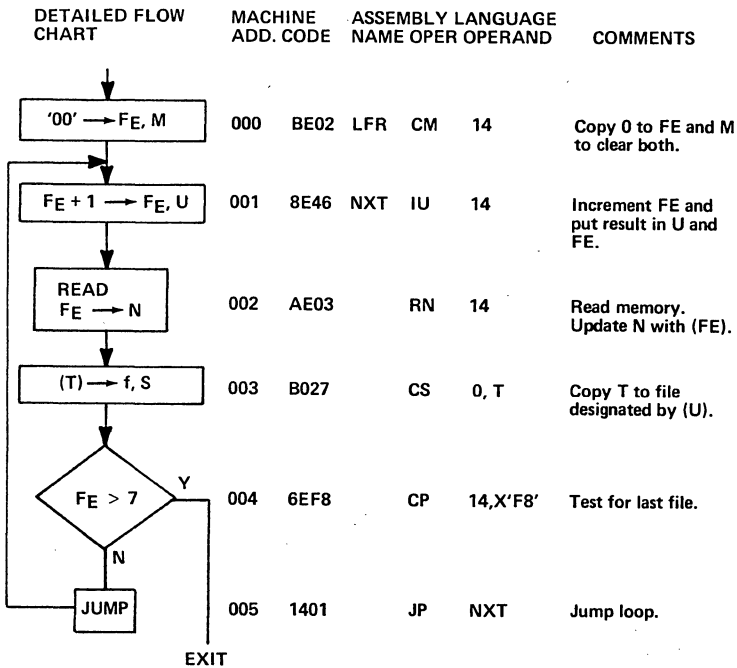 DETAILED FLOW CHART MACHINE ADD. CODE ASSEMBLY LANGUAGE NAME OPER OPERAND COMMENTS
'00' → FE, M 000 BE02 LFR CM 14 Copy 0 to FE and M
to clear both.
FE + 1 → FE, U 001 8E46 NXT IU 14 Increment FE and
put result in U and
FE.
READ
FE → N 002 AE03 RN 14 Read memory.
Update N with (FE).
(T) → f, S 003 B027 CS 0, T Copy T to file
designated by (U).
Y
FE > 7 004 6EF8 CP 14,X'F8' Test for last file.
N
JUMP 005 1401 JP NXT Jump loop.
EXIT